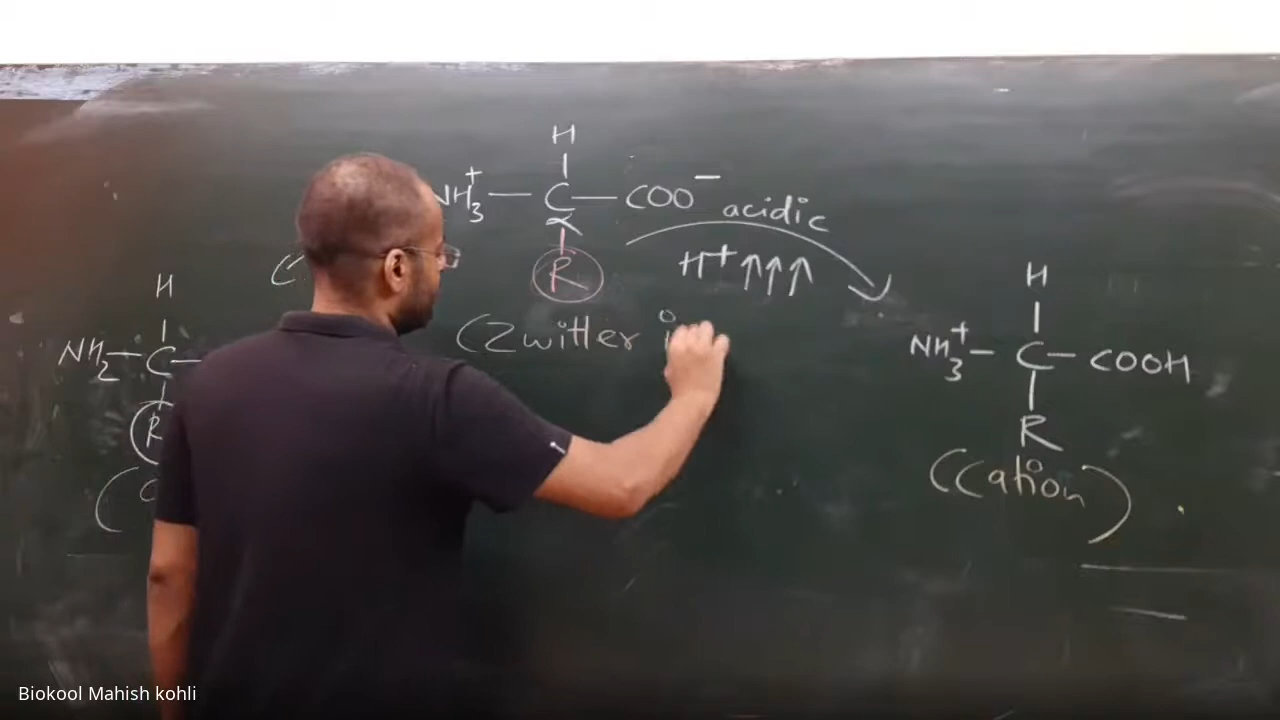 H
NH3+ — C — COO−
α
acidic
R
H+ ↑↑↑
(Zwitter i
H
NH2 — C —
R
H
NH3+ — C — COOH
R
(Cation)
Biokool Mahish kohli